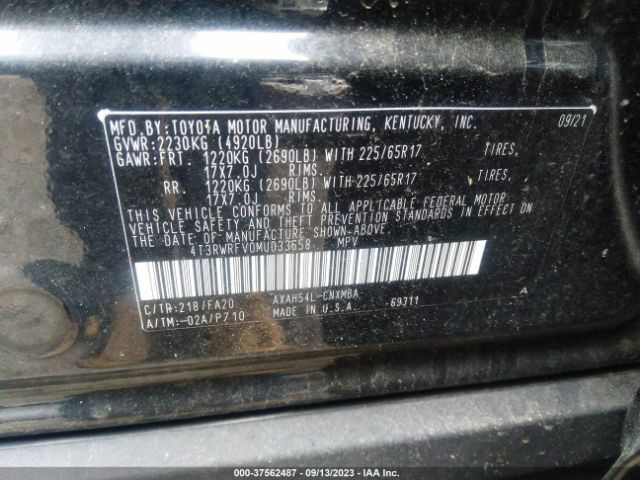 MFD.BY:TOYOTA MOTOR MANUFACTURING, KENTUCKY, INC. 09/21
GVWR:2230KG (4920LB)
GAWR:FRT. 1220KG (2690LB) WITH 225/65R17 TIRES,
17X7.0J RIMS.
RR. 1220KG (2690LB) WITH 225/65R17 TIRES,
17X7.0J RIMS.
THIS VEHICLE CONFORMS TO ALL APPLICABLE FEDERAL MOTOR
VEHICLE SAFETY AND THEFT PREVENTION STANDARDS IN EFFECT ON
THE DATE OF MANUFACTURE SHOWN-ABOVE.
4T3RWRFV0MU033658 MPV
C/TR:218/FA20 AXAH54L-CNXMBA A
A/TM:-02A/P710 MADE IN U.S.A. 69311
000-37562487 - 09/13/2023 - IAA Inc.